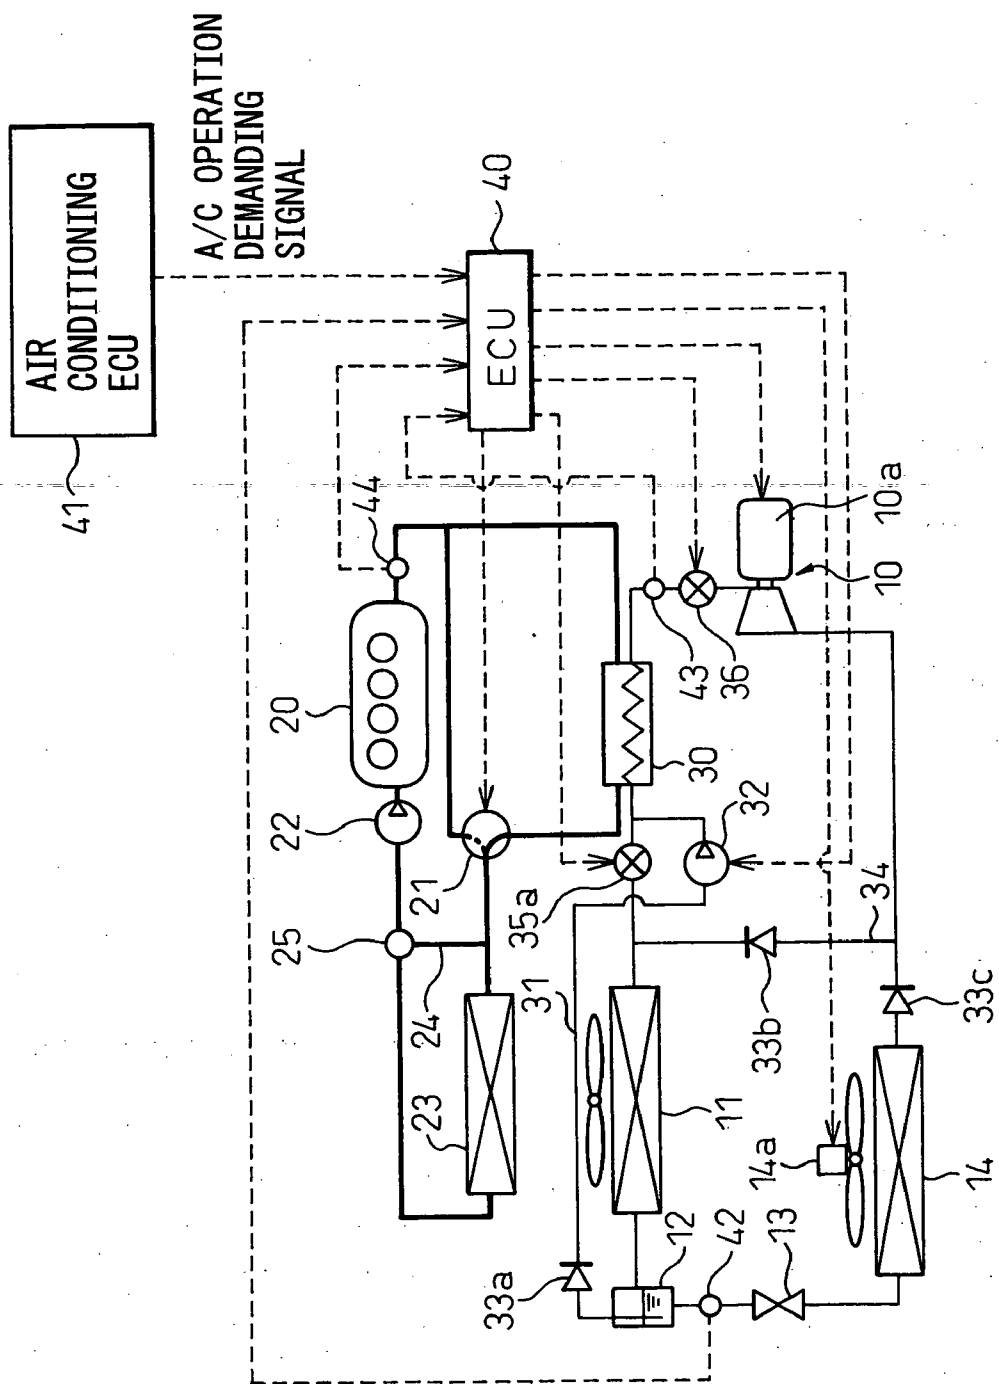 AIR
CONDITIONING
ECU
41
A/C OPERATION
DEMANDING
SIGNAL
40
ECU
44
20
22
21
25
24
23
10a
10
43
36
30
32
35a
31
34
33b
33c
11
14a
14
33a
12
42
13